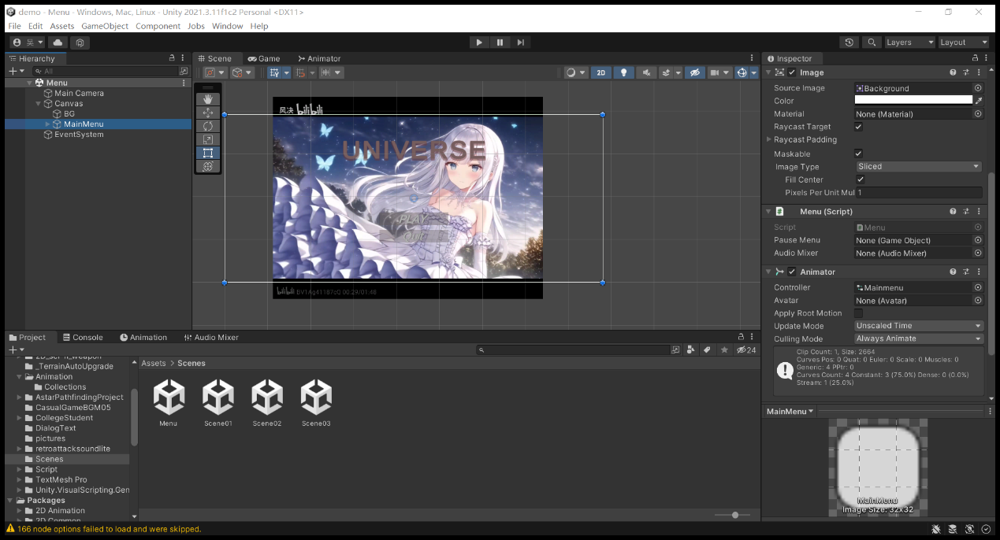 demo - Menu - Windows, Mac, Linux - Unity 2021.3.11f1c2 Personal <DX11>
File Edit Assets GameObject Component Jobs Window Help
吴 Layers Layout
Hierarchy
Scene Game Animator
Inspector
All
2D
Menu
Main Camera
Canvas
BG
MainMenu
EventSystem
风决 bilibili
UNIVERSE
PLAY
QUIT
bilibili BV1Ag41187cQ 00:29/01:48
Image
Source Image Background
Color
Material None (Material)
Raycast Target
Raycast Padding
Maskable
Image Type Sliced
Fill Center
Pixels Per Unit Mul 1
Menu (Script)
Script Menu
Pause Menu None (Game Object)
Audio Mixer None (Audio Mixer)
Animator
Controller Mainmenu
Avatar None (Avatar)
Apply Root Motion
Update Mode Unscaled Time
Culling Mode Always Animate
Clip Count: 1, Size: 2664
Curves Pos: 0 Quat: 0 Euler: 0 Scale: 0 Muscles: 0
Generic: 4 PPtr: 0
Curves Count: 4 Constant: 3 (75.0%) Dense: 0 (0.0%)
Stream: 1 (25.0%)
MainMenu
MainMenu
Image Size: 32x32
Project Console Animation Audio Mixer
24
_TerrainAutoUpgrade
Animation
Collections
AstarPathfindingProject
CasualGameBGM05
CollegeStudent
DialogText
pictures
retroattacksoundlite
Scenes
Script
TextMesh Pro
Unity.VisualScripting.Gen
Packages
2D Animation
2D Common
Assets > Scenes
Menu Scene01 Scene02 Scene03
166 node options failed to load and were skipped.